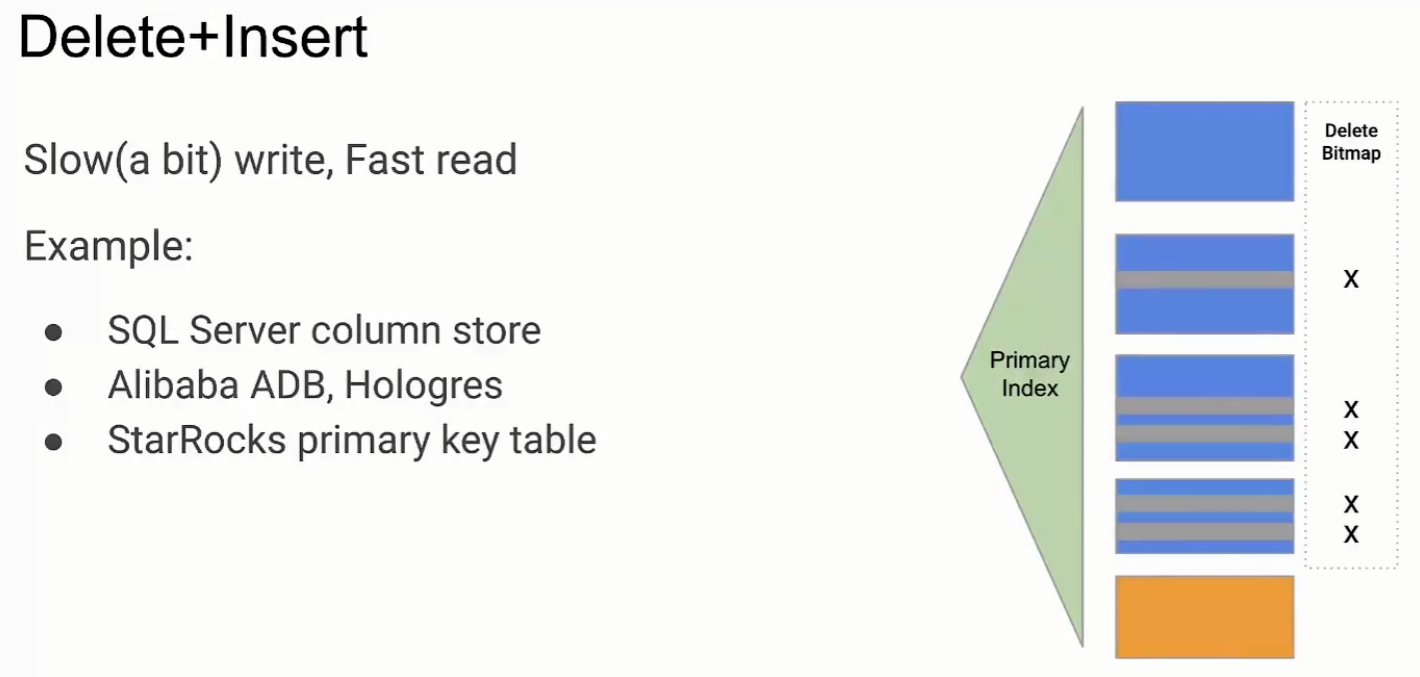 Delete+Insert
Slow(a bit) write, Fast read
Example:
● SQL Server column store
● Alibaba ADB, Hologres
● StarRocks primary key table
Primary
Index
Delete
Bitmap
X
X
X
X
X